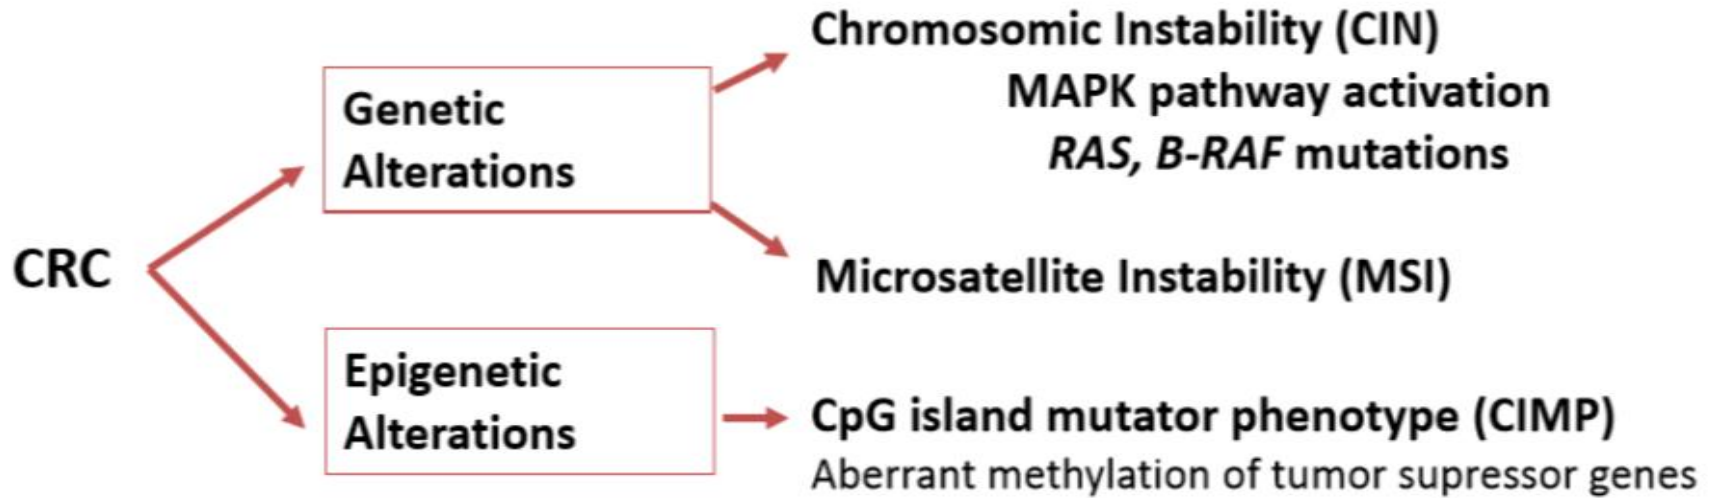 CRC
Genetic
Alterations
Chromosomic Instability (CIN)
MAPK pathway activation
RAS, B-RAF mutations
Microsatellite Instability (MSI)
Epigenetic
Alterations
CpG island mutator phenotype (CIMP)
Aberrant methylation of tumor supressor genes